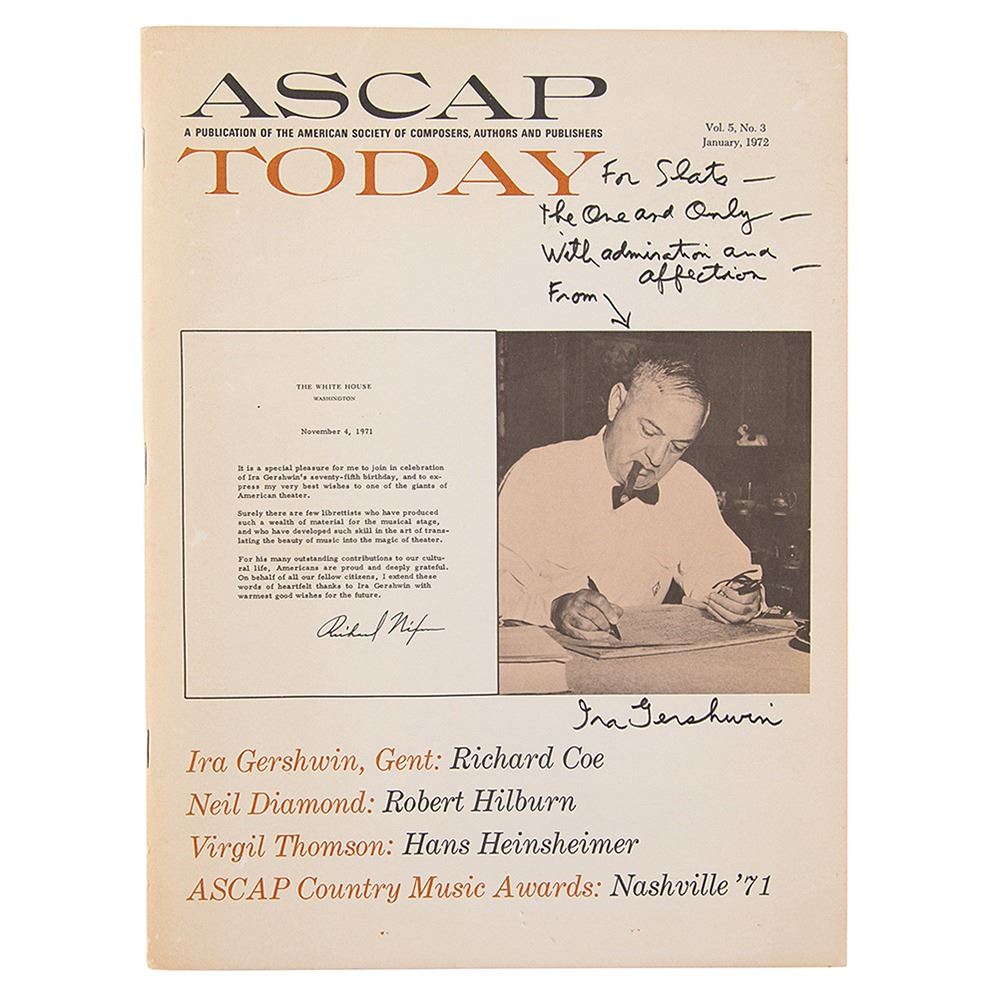 ASCAP
A PUBLICATION OF THE AMERICAN SOCIETY OF COMPOSERS, AUTHORS AND PUBLISHERS
TODAY
Vol. 5, No. 3
January, 1972
For Slats —
the One and Only —
With admiration and
affection —
From
THE WHITE HOUSE
WASHINGTON
November 4, 1971
It is a special pleasure for me to join in celebration
of Ira Gershwin's seventy-fifth birthday, and to ex-
press my very best wishes to one of the giants of
American theater.
Surely there are few librettists who have produced
such a wealth of material for the musical stage,
and who have developed such skill in the art of trans-
lating the beauty of music into the magic of theater.
For his many outstanding contributions to our cultu-
ral life, Americans are proud and deeply grateful.
On behalf of all our fellow citizens, I extend these
words of heartfelt thanks to Ira Gershwin with
warmest good wishes for the future.
Richard Nixon
Ira Gershwin
Ira Gershwin, Gent: Richard Coe
Neil Diamond: Robert Hilburn
Virgil Thomson: Hans Heinsheimer
ASCAP Country Music Awards: Nashville '71